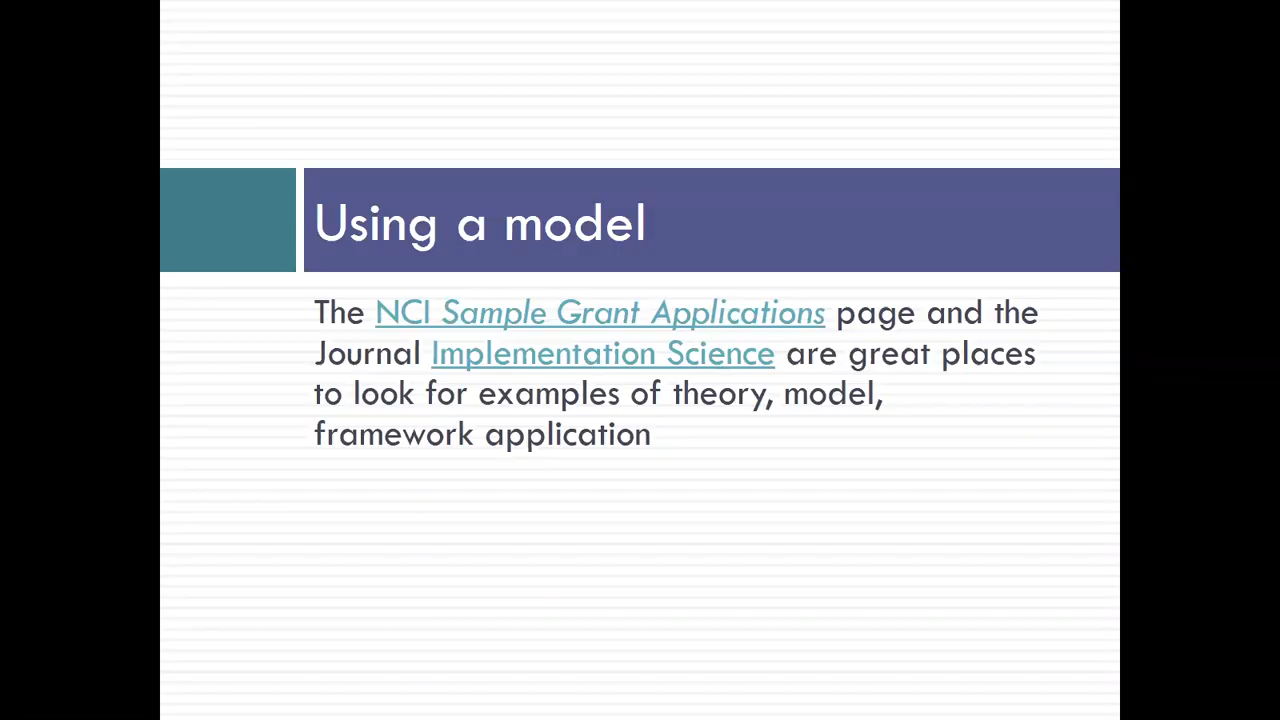 Using a model
The NCI Sample Grant Applications page and the
Journal Implementation Science are great places
to look for examples of theory, model,
framework application